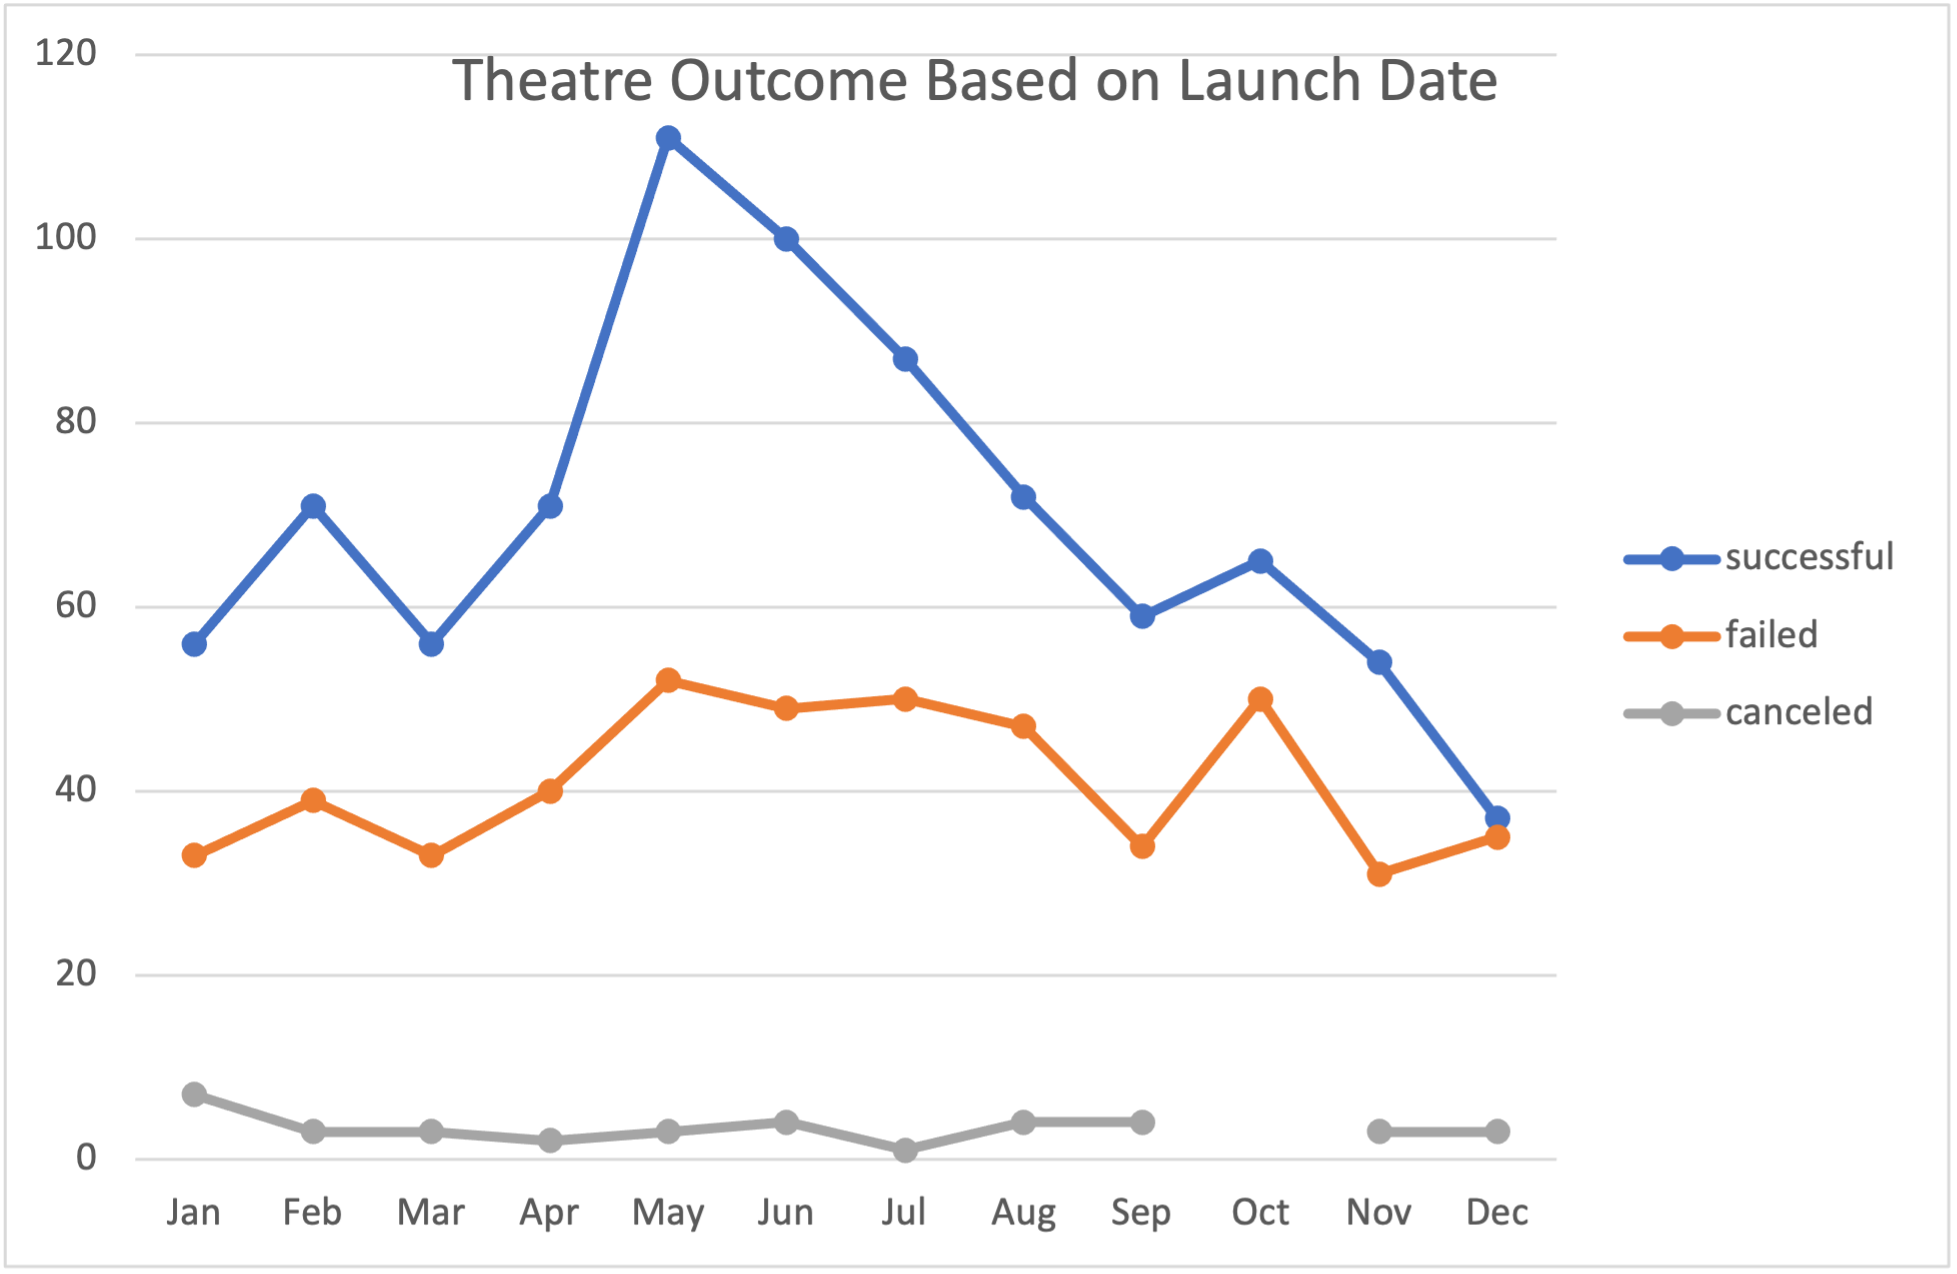 Theatre Outcome Based on Launch Date
120
100
80
60
40
20
0
Jan Feb Mar Apr May Jun Jul Aug Sep Oct Nov Dec
successful
failed
canceled